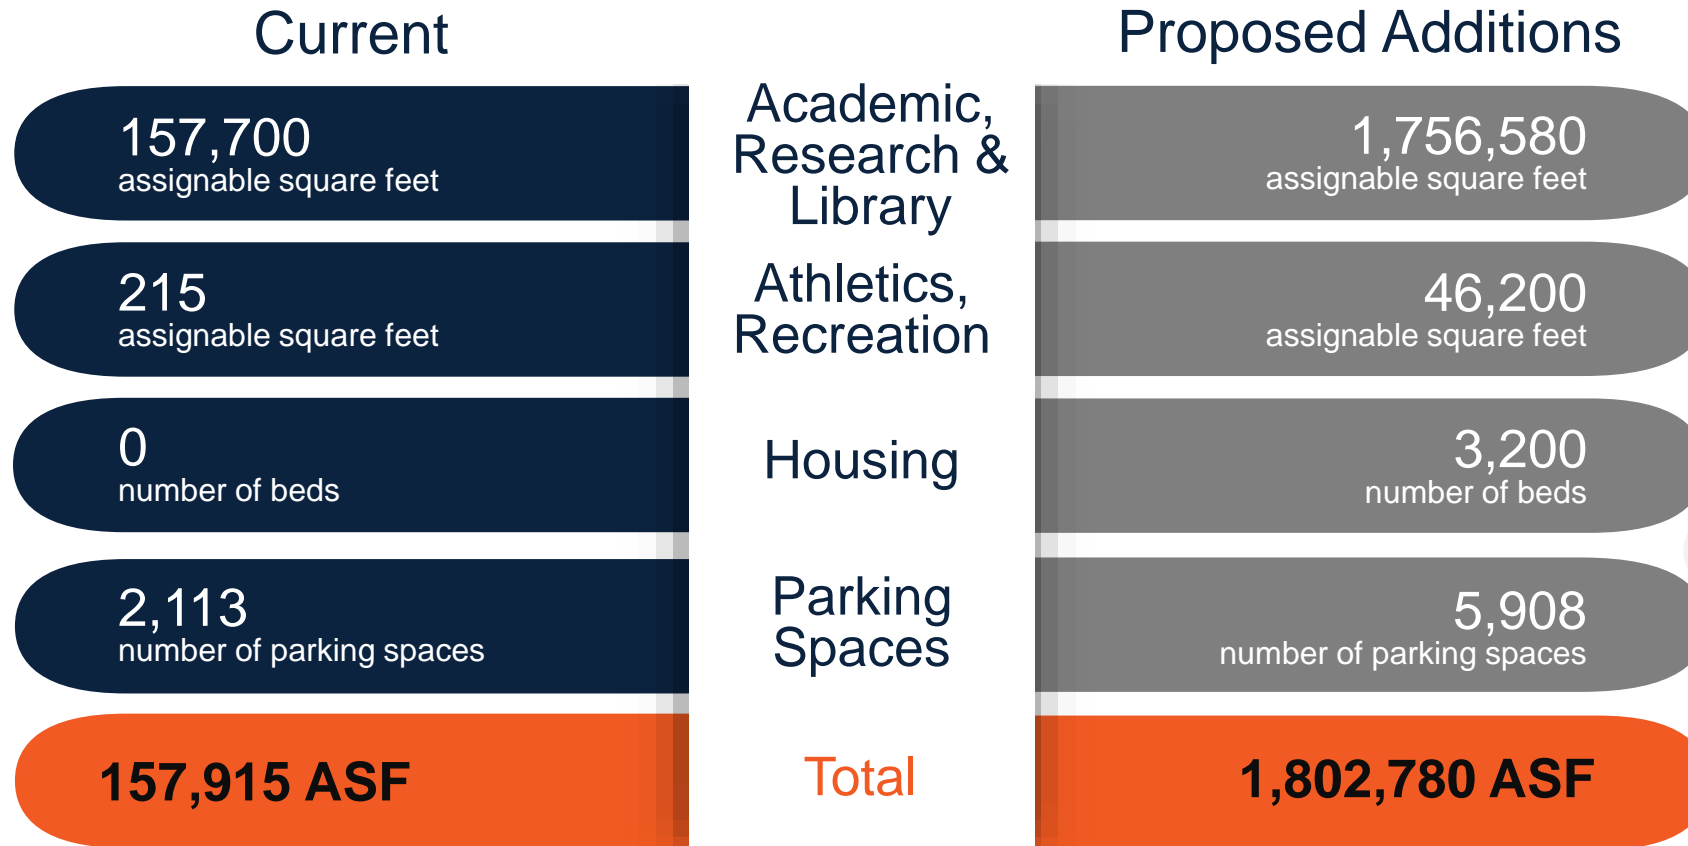 Current
Proposed Additions
157,700
assignable square feet
Academic,
Research &
Library
1,756,580
assignable square feet
215
assignable square feet
Athletics,
Recreation
46,200
assignable square feet
0
number of beds
Housing
3,200
number of beds
2,113
number of parking spaces
Parking
Spaces
5,908
number of parking spaces
157,915 ASF
Total
1,802,780 ASF